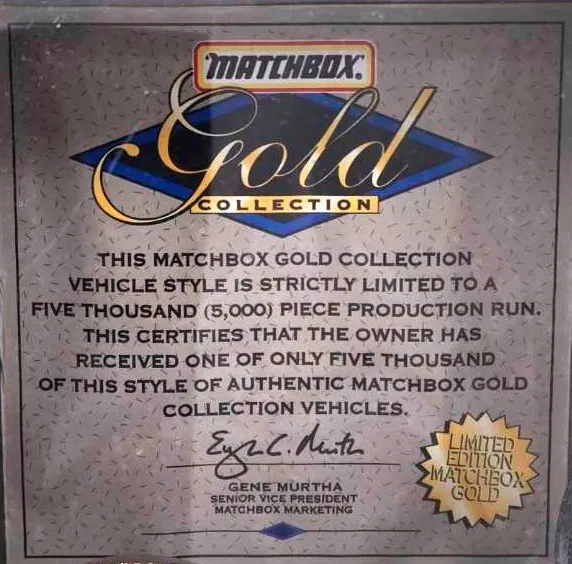 MATCHBOX.
Gold
COLLECTION
THIS MATCHBOX GOLD COLLECTION
VEHICLE STYLE IS STRICTLY LIMITED TO A
FIVE THOUSAND (5,000) PIECE PRODUCTION RUN.
THIS CERTIFIES THAT THE OWNER HAS
RECEIVED ONE OF ONLY FIVE THOUSAND
OF THIS STYLE OF AUTHENTIC MATCHBOX GOLD
COLLECTION VEHICLES.
GENE MURTHA
SENIOR VICE PRESIDENT
MATCHBOX MARKETING
LIMITED
EDITION
MATCHBOX
GOLD